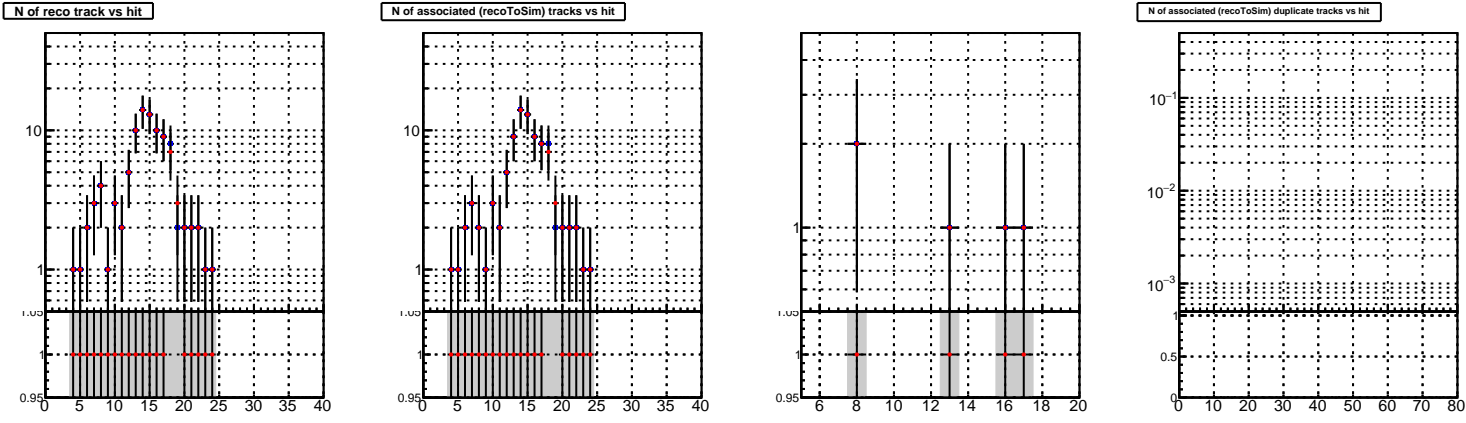 N of reco track vs hit
N of associated (recoToSim) tracks vs hit
N of associated (recoToSim) duplicate tracks vs hit
10
1
1.05
1
0.95
0 5 10 15 20 25 30 35 40
10
1
1.05
1
0.95
0 5 10 15 20 25 30 35 40
1
1.05
1
0.95
6 8 10 12 14 16 18 20
10−1
10−2
10−3
1
0.5
0
0 10 20 30 40 50 60 70 80